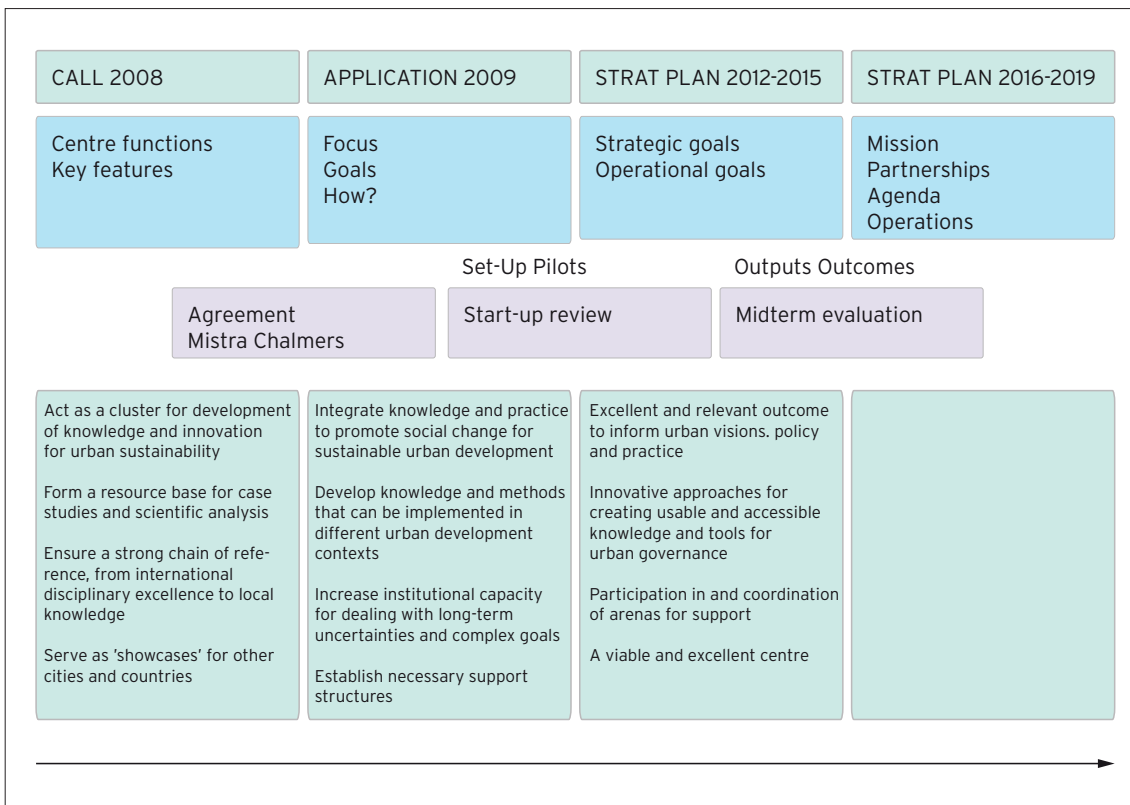 CALL 2008
APPLICATION 2009
STRAT PLAN 2012-2015
STRAT PLAN 2016-2019
Centre functions
Key features
Focus
Goals
How?
Strategic goals
Operational goals
Mission
Partnerships
Agenda
Operations
Set-Up Pilots
Outputs Outcomes
Agreement
Mistra Chalmers
Start-up review
Midterm evaluation
Act as a cluster for development
of knowledge and innovation
for urban sustainability
Form a resource base for case
studies and scientific analysis
Ensure a strong chain of refe-
rence, from international
disciplinary excellence to local
knowledge
Serve as ’showcases’ for other
cities and countries
Integrate knowledge and practice
to promote social change for
sustainable urban development
Develop knowledge and methods
that can be implemented in
different urban development
contexts
Increase institutional capacity
for dealing with long-term
uncertainties and complex goals
Establish necessary support
structures
Excellent and relevant outcome
to inform urban visions. policy
and practice
Innovative approaches for
creating usable and accessible
knowledge and tools for
urban governance
Participation in and coordination
of arenas for support
A viable and excellent centre